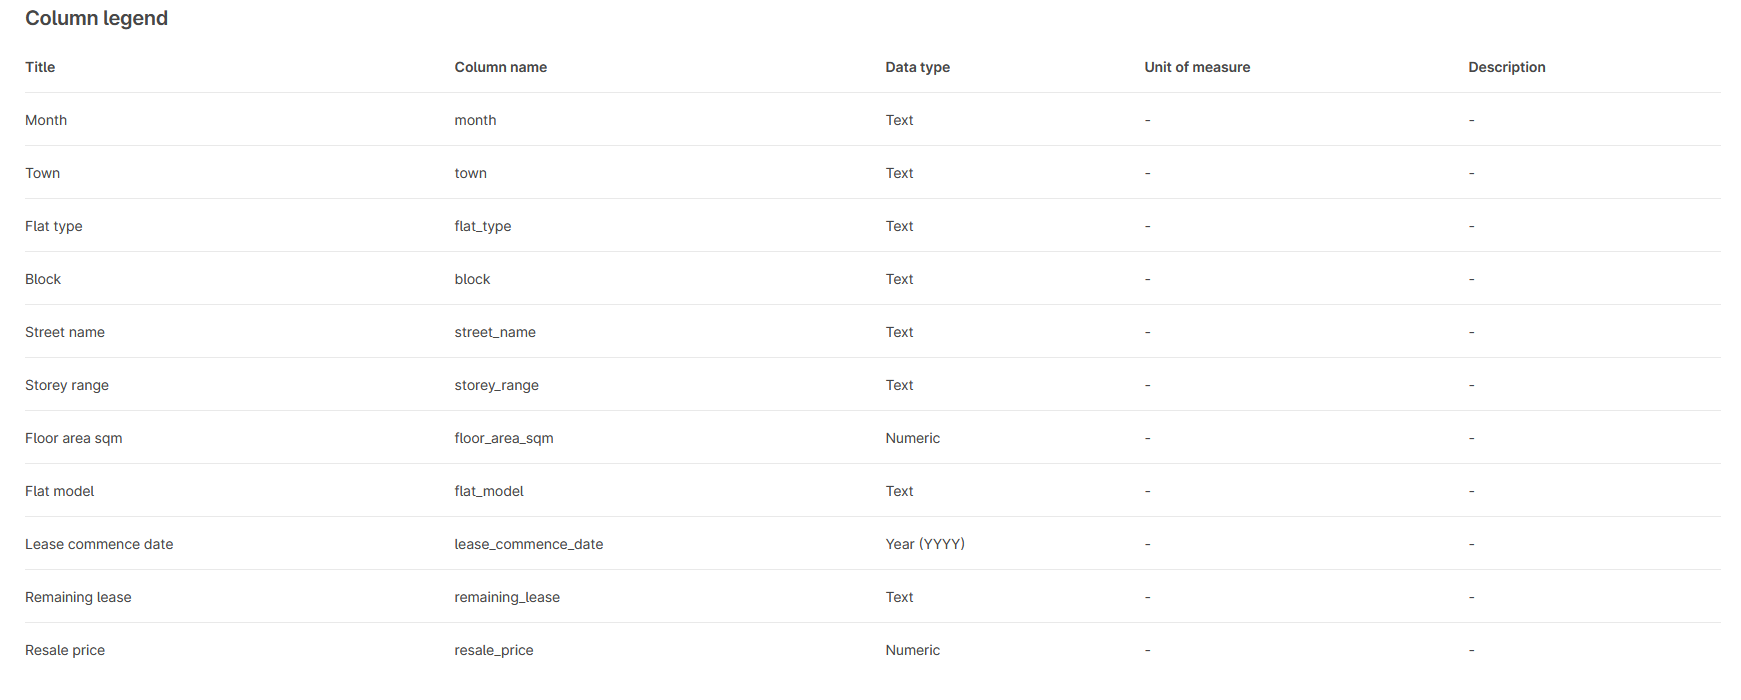 Column legend
Title Column name Data type Unit of measure Description
Month month Text - -
Town town Text - -
Flat type flat_type Text - -
Block block Text - -
Street name street_name Text - -
Storey range storey_range Text - -
Floor area sqm floor_area_sqm Numeric - -
Flat model flat_model Text - -
Lease commence date lease_commence_date Year (YYYY) - -
Remaining lease remaining_lease Text - -
Resale price resale_price Numeric - -